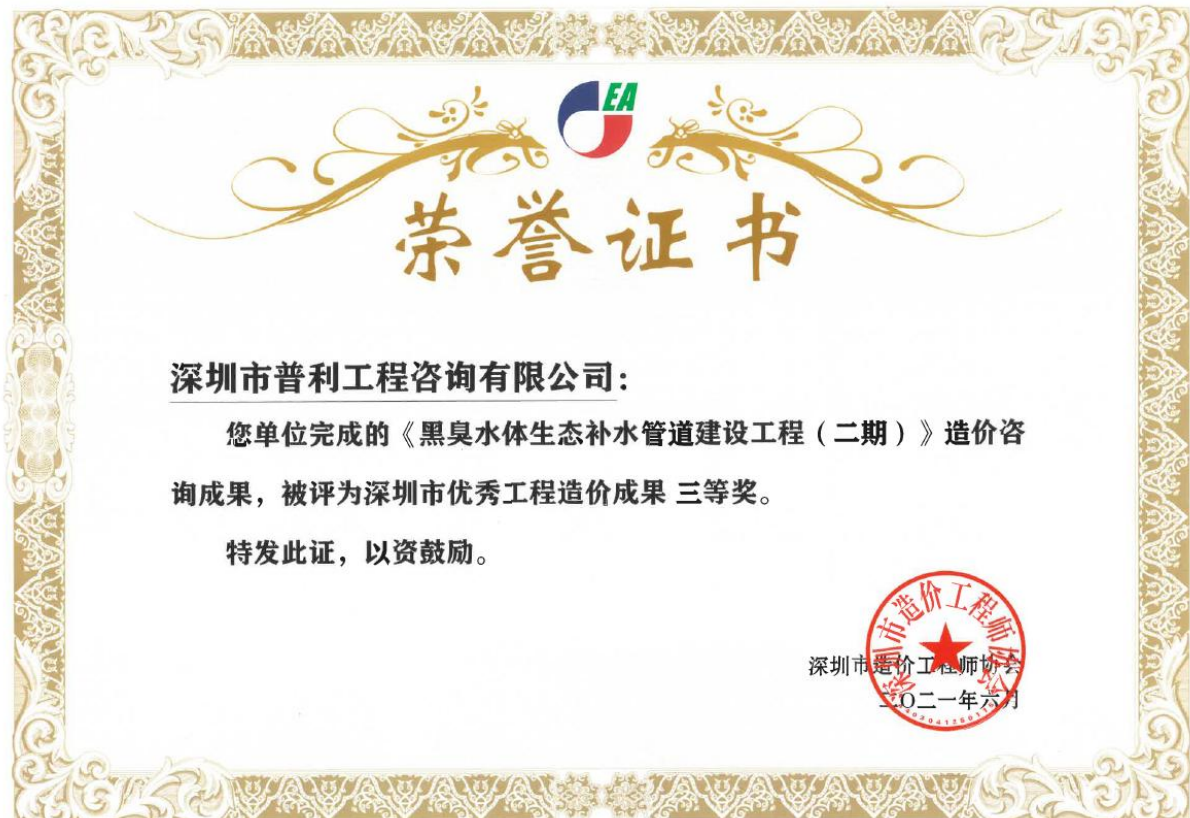 EA
荣誉证书
深圳市普利工程咨询有限公司：
您单位完成的《黑臭水体生态补水管道建设工程（二期）》造价咨
询成果，被评为深圳市优秀工程造价成果 三等奖。
特发此证，以资鼓励。
深圳市造价工程师协会
深圳市造价工程师协会
二〇二一年六月